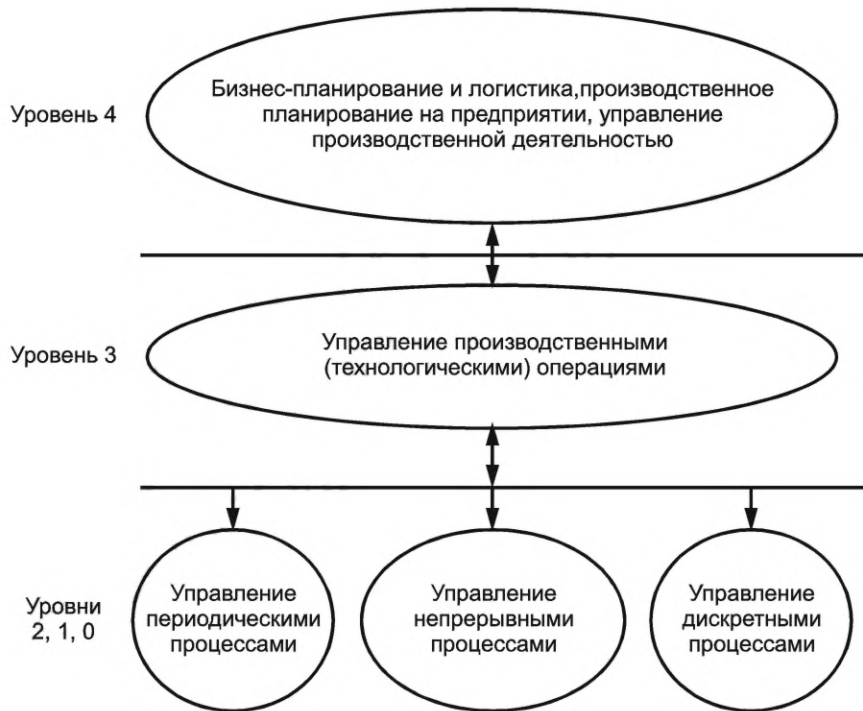 Уровень 4
Бизнес-планирование и логистика,производственное
планирование на предприятии, управление
производственной деятельностью
Уровень 3
Управление производственными
(технологическими) операциями
Уровни
2, 1, 0
Управление
периодическими
процессами
Управление
непрерывными
процессами
Управление
дискретными
процессами